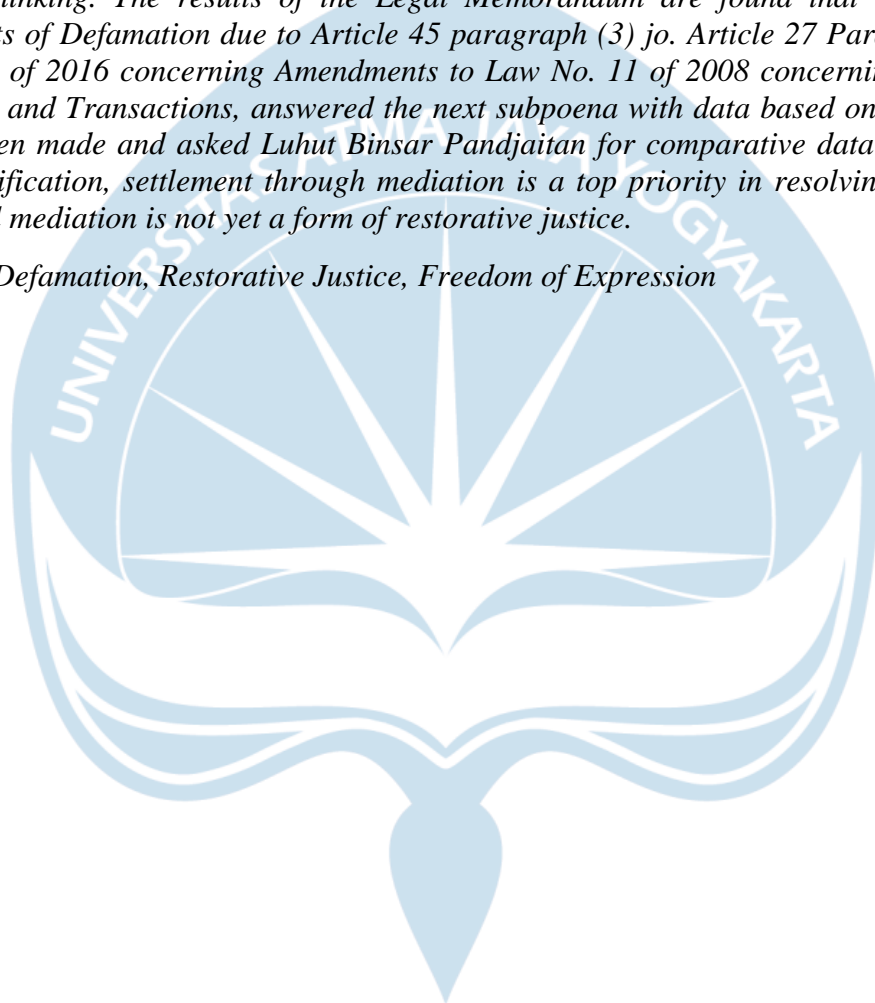 thinking. The results of the Legal Memorandum are found that
ts of Defamation due to Article 45 paragraph (3) jo. Article 27 Par
of 2016 concerning Amendments to Law No. 11 of 2008 concernin
and Transactions, answered the next subpoena with data based on
en made and asked Luhut Binsar Pandjaitan for comparative data
ification, settlement through mediation is a top priority in resolvin
mediation is not yet a form of restorative justice.
Defamation, Restorative Justice, Freedom of Expression
UNIVERSITAS ATMA JAYA YOGYAKARTA